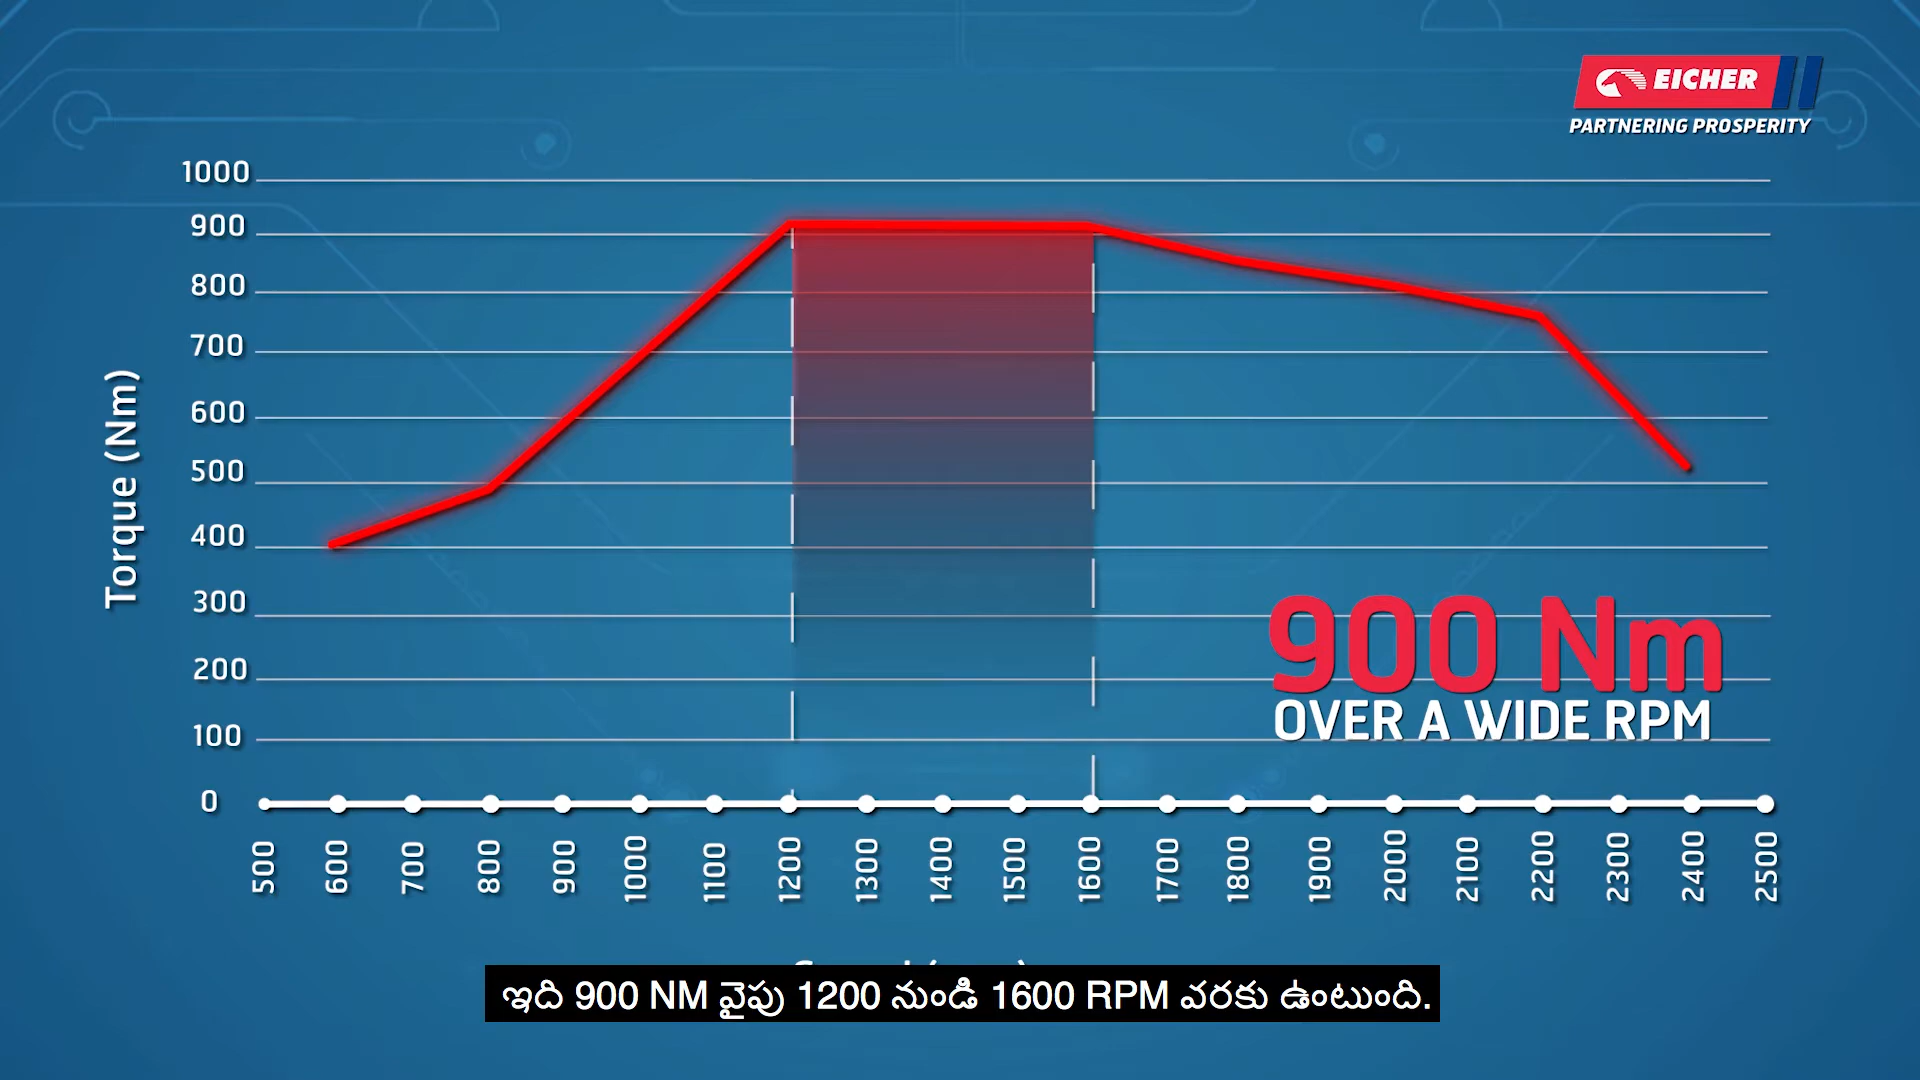 EICHER
PARTNERING PROSPERITY
1000
900
800
700
600
500
400
300
200
100
0
Torque (Nm)
900 Nm
OVER A WIDE RPM
500 600 700 800 900 1000 1100 1200 1300 1400 1500 1600 1700 1800 1900 2000 2100 2200 2300 2400 2500
ఇది 900 NM వైపు 1200 నుండి 1600 RPM వరకు ఉంటుంది.